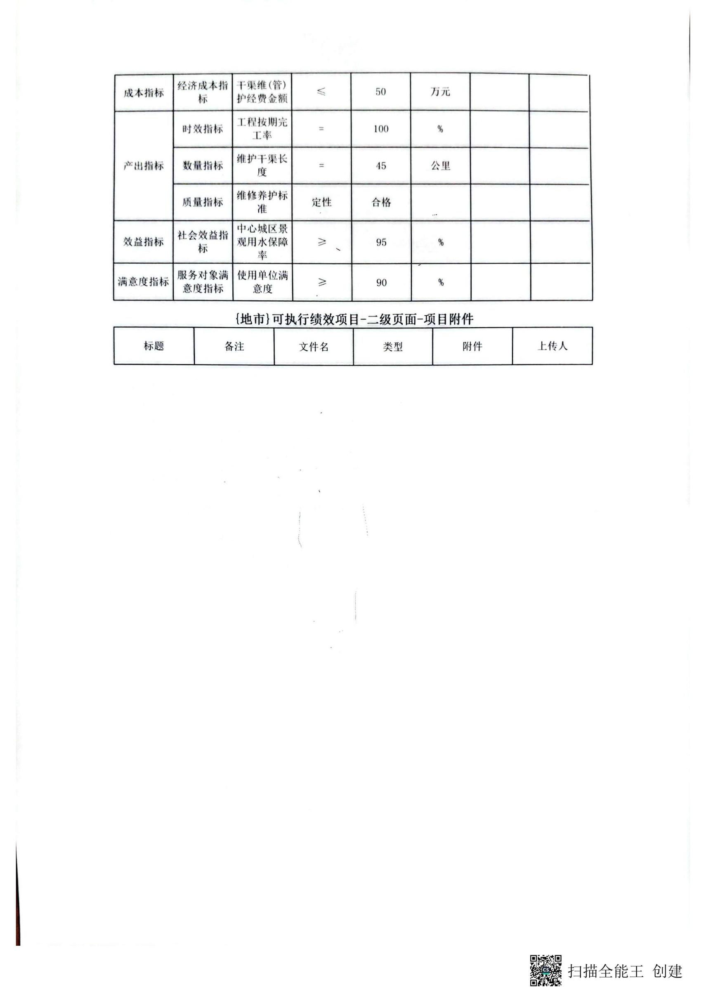 成本指标 经济成本指标 干渠维(管)护经费金额 ≤ 50 万元
产出指标 时效指标 工程按期完工率 = 100 %
数量指标 维护干渠长度 = 45 公里
质量指标 维修养护标准 定性 合格
效益指标 社会效益指标 中心城区景观用水保障率 ≥ 95 %
满意度指标 服务对象满意度指标 使用单位满意度 ≥ 90 %
{地市}可执行绩效项目-二级页面-项目附件
标题 备注 文件名 类型 附件 上传人
CS
扫描全能王 创建